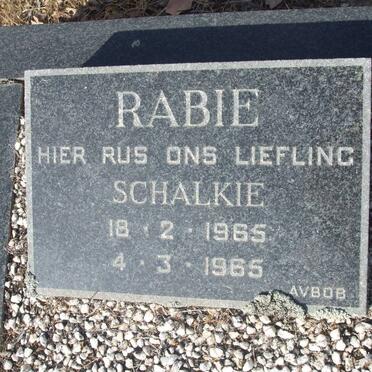 RABIE
HIER RUS ONS LIEFLING
SCHALKIE
18 · 2 · 1965
4 · 3 · 1965
AVBOB